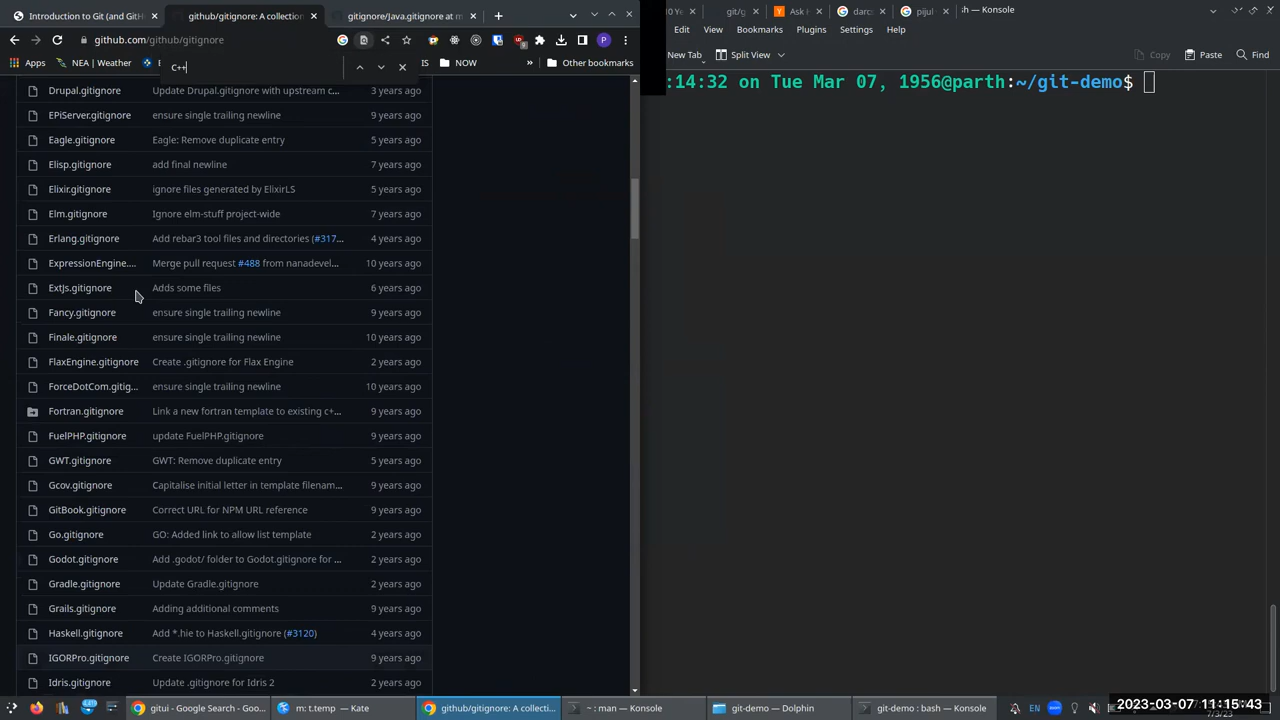 Introduction to Git (and GitH
github/gitignore: A collection
gitignore/Java.gitignore at m
10 Ye
git/g
Ask H
darcs
pijul
sh — Konsole
github.com/github/gitignore
Edit View Bookmarks Plugins Settings Help
Apps
NEA | Weather
IS
NOW
Other bookmarks
C++
New Tab
Split View
Copy
Paste
Find
:14:32 on Tue Mar 07, 1956@parth:~/git-demo$
Drupal.gitignore Update Drupal.gitignore with upstream c... 3 years ago
EPiServer.gitignore ensure single trailing newline 9 years ago
Eagle.gitignore Eagle: Remove duplicate entry 5 years ago
Elisp.gitignore add final newline 7 years ago
Elixir.gitignore ignore files generated by ElixirLS 5 years ago
Elm.gitignore Ignore elm-stuff project-wide 7 years ago
Erlang.gitignore Add rebar3 tool files and directories (#317... 4 years ago
ExpressionEngine.... Merge pull request #488 from nanadevel... 10 years ago
ExtJs.gitignore Adds some files 6 years ago
Fancy.gitignore ensure single trailing newline 9 years ago
Finale.gitignore ensure single trailing newline 10 years ago
FlaxEngine.gitignore Create .gitignore for Flax Engine 2 years ago
ForceDotCom.gitig... ensure single trailing newline 10 years ago
Fortran.gitignore Link a new fortran template to existing c+... 9 years ago
FuelPHP.gitignore update FuelPHP.gitignore 9 years ago
GWT.gitignore GWT: Remove duplicate entry 5 years ago
Gcov.gitignore Capitalise initial letter in template filenam... 9 years ago
GitBook.gitignore Correct URL for NPM URL reference 9 years ago
Go.gitignore GO: Added link to allow list template 2 years ago
Godot.gitignore Add .godot/ folder to Godot.gitignore for ... 2 years ago
Gradle.gitignore Update Gradle.gitignore 2 years ago
Grails.gitignore Adding additional comments 9 years ago
Haskell.gitignore Add *.hie to Haskell.gitignore (#3120) 4 years ago
IGORPro.gitignore Create IGORPro.gitignore 9 years ago
Idris.gitignore Update .gitignore for Idris 2 2 years ago
gitui - Google Search - Goo...
m: t.temp — Kate
github/gitignore: A collecti...
~ : man — Konsole
git-demo — Dolphin
git-demo : bash — Konsole
EN
2023-03-07 11:15:43